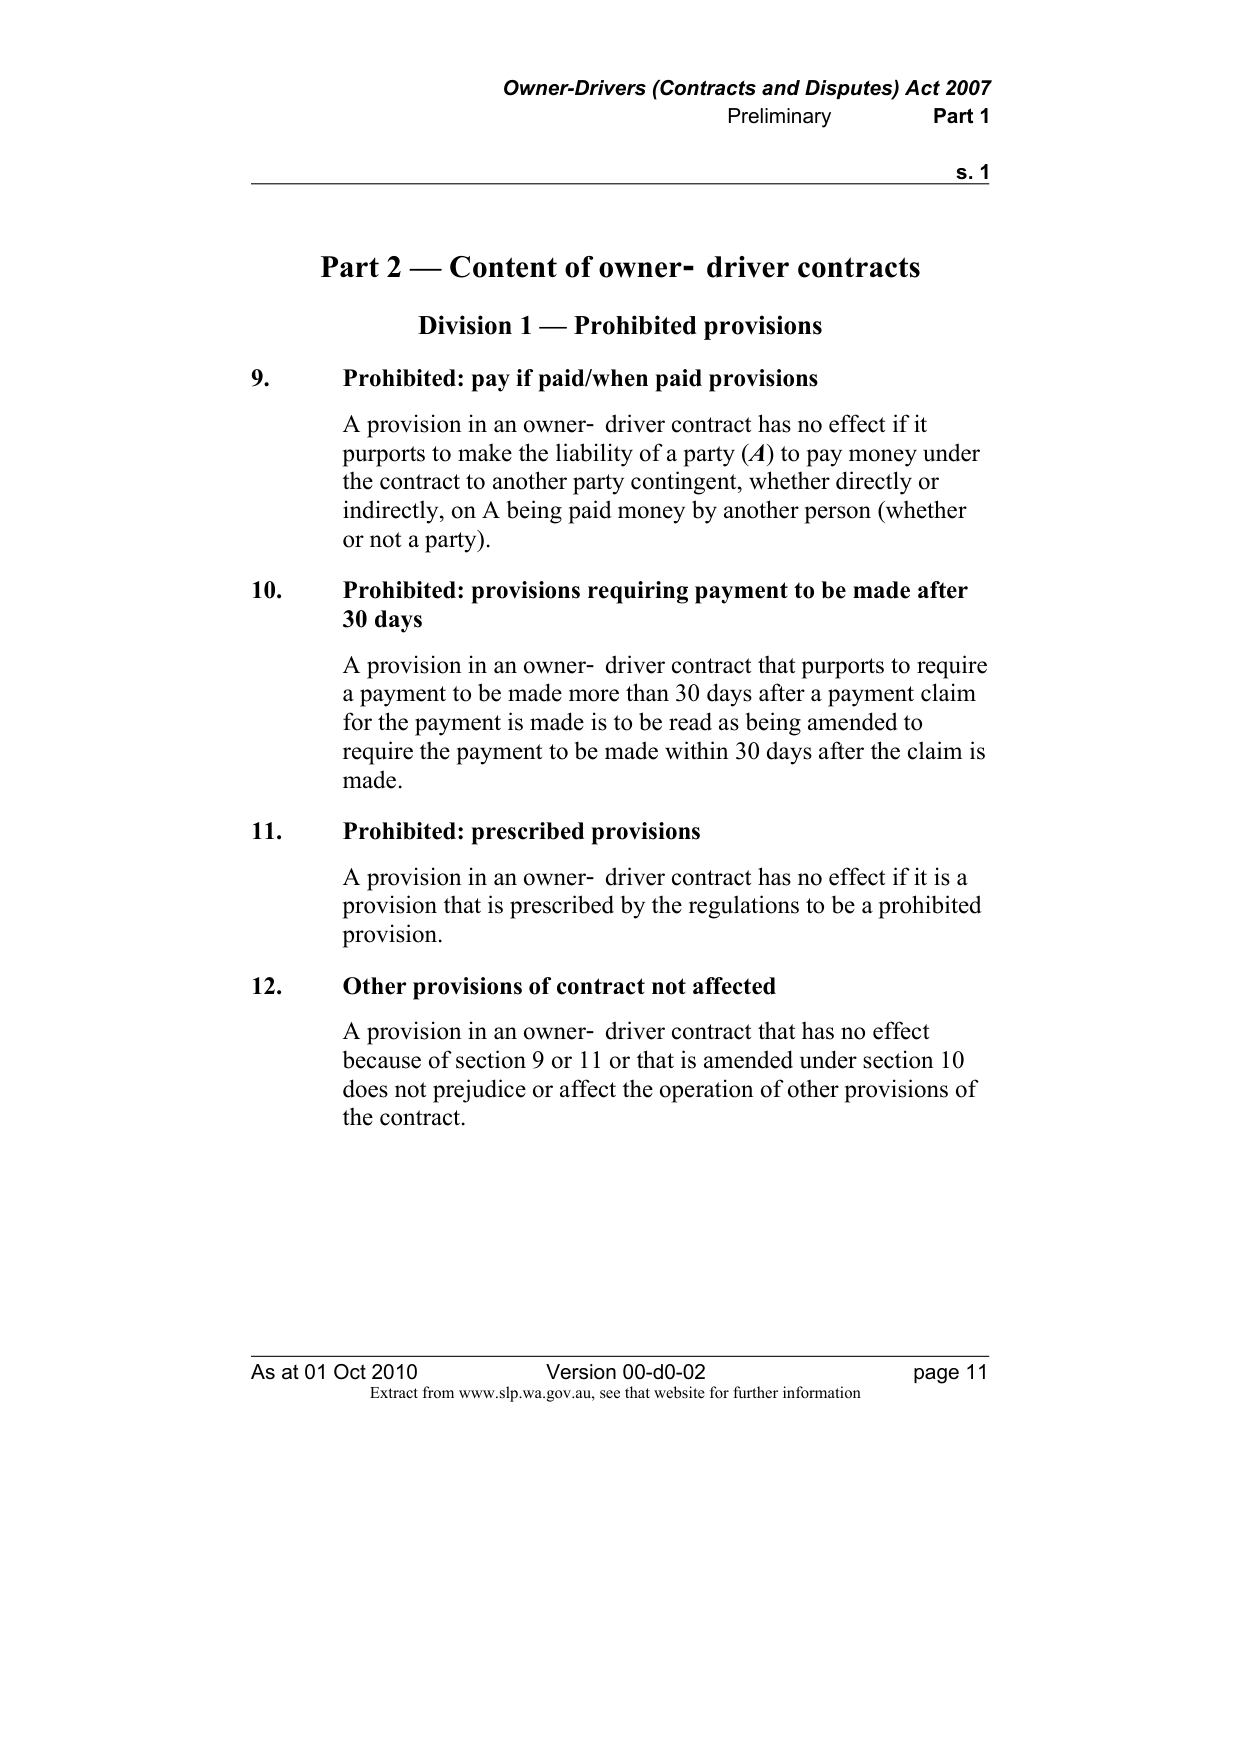 Owner-Drivers (Contracts and Disputes) Act 2007
Preliminary Part 1
s. 1
Part 2 — Content of owner- driver contracts
Division 1 — Prohibited provisions
9. Prohibited: pay if paid/when paid provisions
A provision in an owner- driver contract has no effect if it
purports to make the liability of a party (A) to pay money under
the contract to another party contingent, whether directly or
indirectly, on A being paid money by another person (whether
or not a party).
10. Prohibited: provisions requiring payment to be made after
30 days
A provision in an owner- driver contract that purports to require
a payment to be made more than 30 days after a payment claim
for the payment is made is to be read as being amended to
require the payment to be made within 30 days after the claim is
made.
11. Prohibited: prescribed provisions
A provision in an owner- driver contract has no effect if it is a
provision that is prescribed by the regulations to be a prohibited
provision.
12. Other provisions of contract not affected
A provision in an owner- driver contract that has no effect
because of section 9 or 11 or that is amended under section 10
does not prejudice or affect the operation of other provisions of
the contract.
As at 01 Oct 2010 Version 00-d0-02 page 11
Extract from www.slp.wa.gov.au, see that website for further information